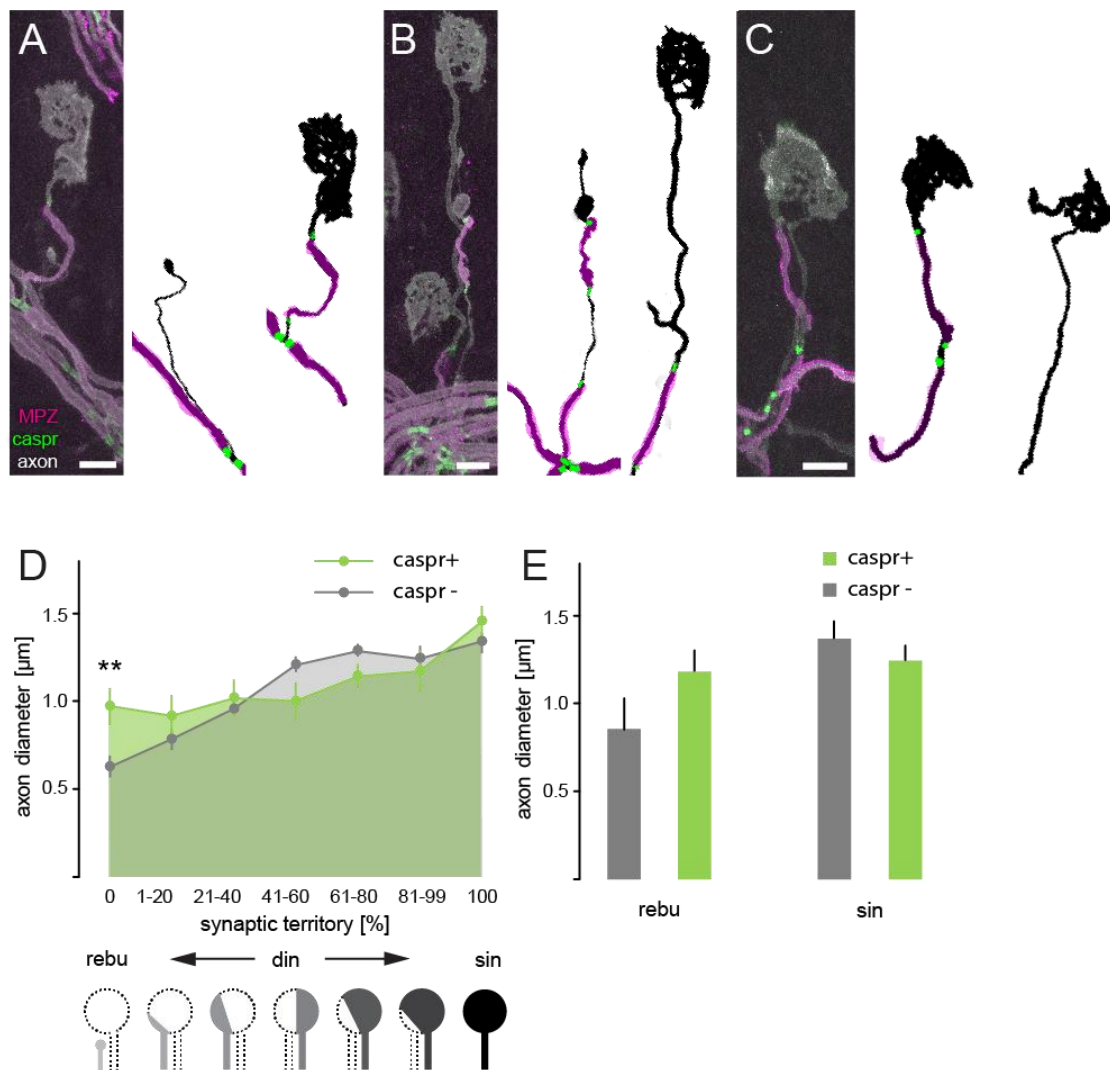 A
B
C
MPZ
caspr
axon
D
caspr+
caspr -
axon diameter [µm]
1.5
1.0
0.5
**
0 1-20 21-40 41-60 61-80 81-99 100
synaptic territory [%]
rebu din sin
E
caspr+
caspr -
axon diameter [µm]
1.5
1.0
0.5
rebu sin